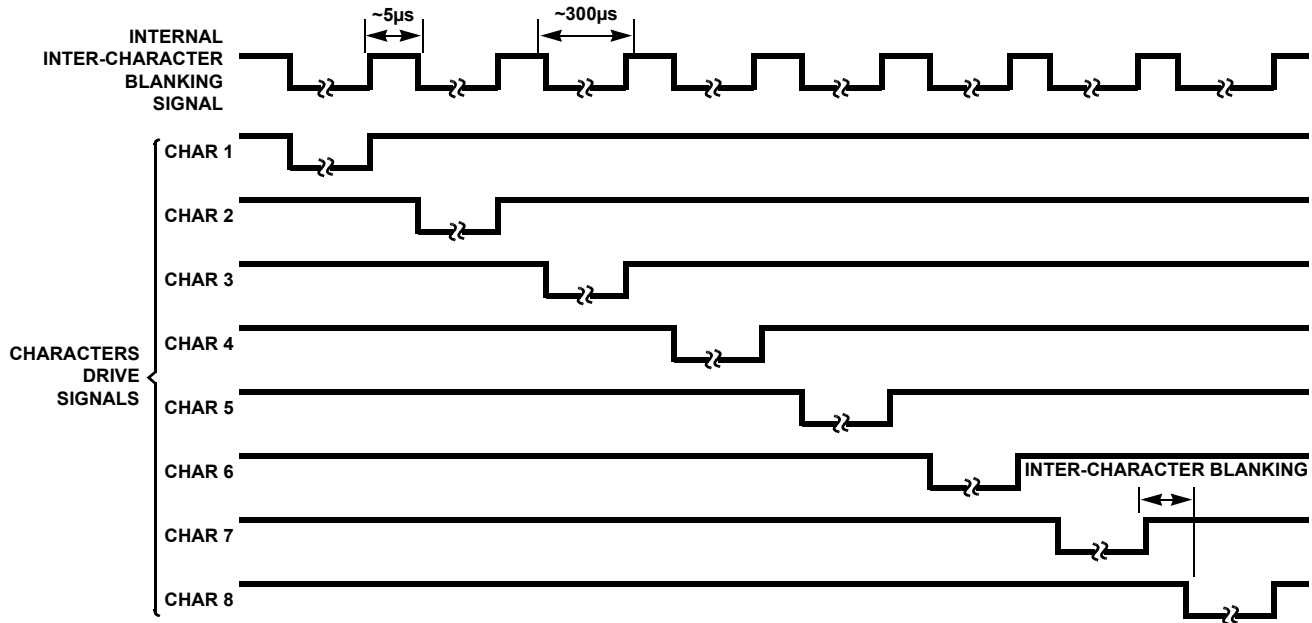 ~5µs
~300µs
INTERNAL
INTER-CHARACTER
BLANKING
SIGNAL
CHAR 1
CHAR 2
CHAR 3
CHAR 4
CHARACTERS
DRIVE
SIGNALS
CHAR 5
CHAR 6
INTER-CHARACTER BLANKING
CHAR 7
CHAR 8